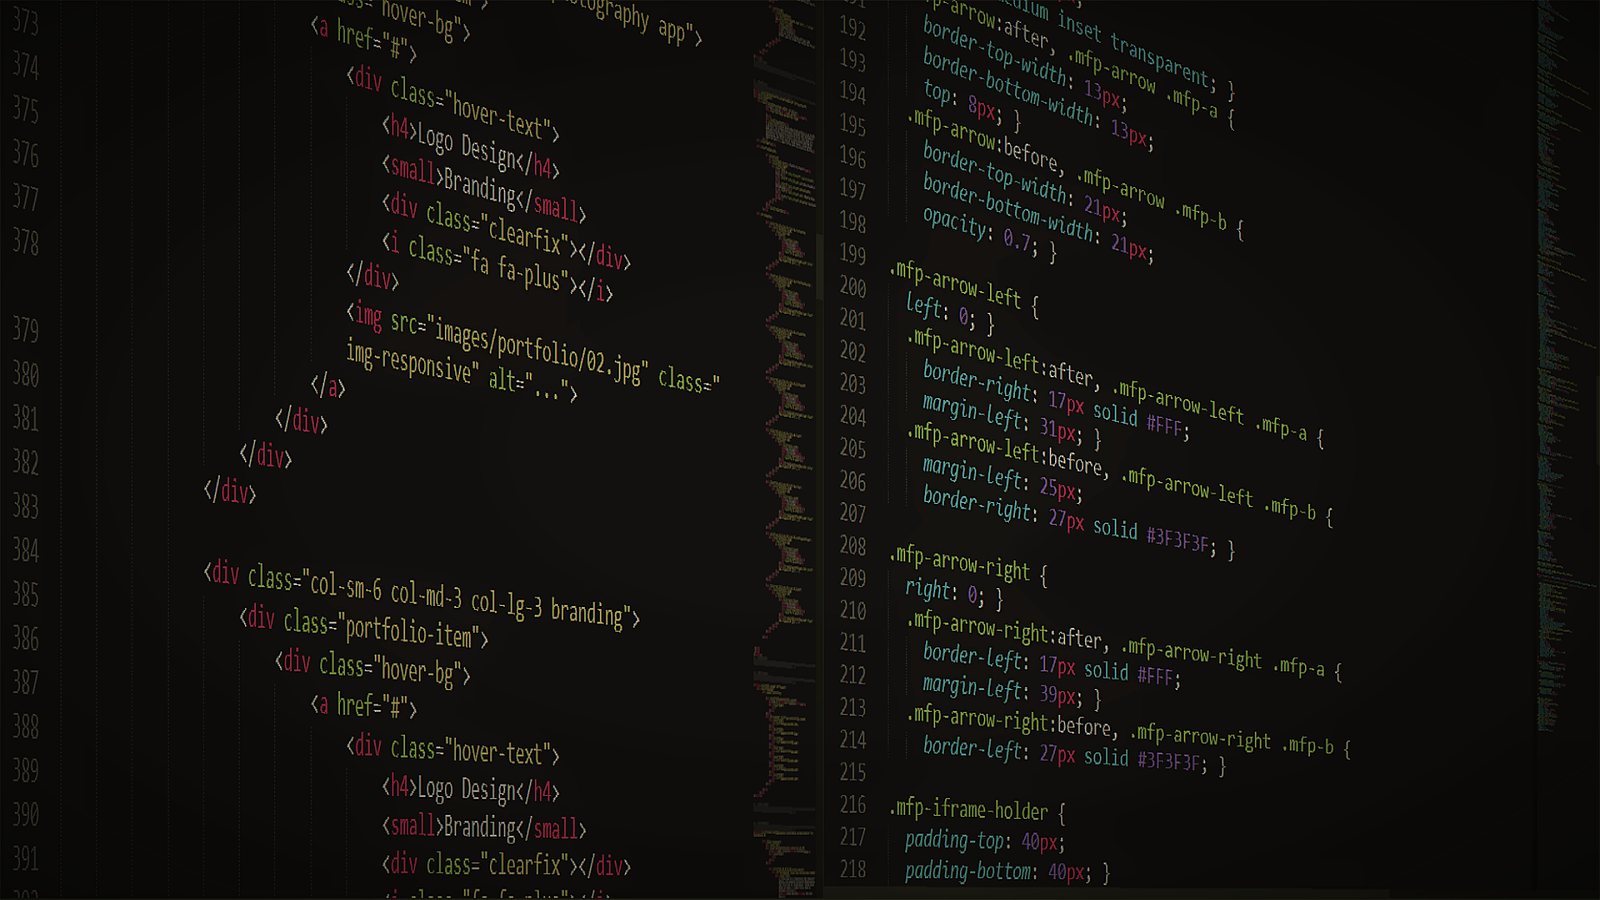 373
374
375
376
377
378
379
380
381
382
383
384
385
386
387
388
389
390
391
hover-bg">
photography app">
<a href="#">
<div class="hover-text">
<h4>Logo Design</h4>
<small>Branding</small>
<div class="clearfix"></div>
<i class="fa fa-plus"></i>
</div>
<img src="images/portfolio/02.jpg" class="
img-responsive" alt="...">
</a>
</div>
</div>
</div>
<div class="col-sm-6 col-md-3 col-lg-3 branding">
<div class="portfolio-item">
<div class="hover-bg">
<a href="#">
<div class="hover-text">
<h4>Logo Design</h4>
<small>Branding</small>
<div class="clearfix"></div>
192
193
194
195
196
197
198
199
200
201
202
203
204
205
206
207
208
209
210
211
212
213
214
215
216
217
218
inset transparent; }
.mfp-arrow:after, .mfp-arrow .mfp-a {
border-top-width: 13px;
border-bottom-width: 13px;
top: 8px; }
.mfp-arrow:before, .mfp-arrow .mfp-b {
border-top-width: 21px;
border-bottom-width: 21px;
opacity: 0.7; }
.mfp-arrow-left {
left: 0; }
.mfp-arrow-left:after, .mfp-arrow-left .mfp-a {
border-right: 17px solid #FFF;
margin-left: 31px; }
.mfp-arrow-left:before, .mfp-arrow-left .mfp-b {
margin-left: 25px;
border-right: 27px solid #3F3F3F; }
.mfp-arrow-right {
right: 0; }
.mfp-arrow-right:after, .mfp-arrow-right .mfp-a {
border-left: 17px solid #FFF;
margin-left: 39px; }
.mfp-arrow-right:before, .mfp-arrow-right .mfp-b {
border-left: 27px solid #3F3F3F; }
.mfp-iframe-holder {
padding-top: 40px;
padding-bottom: 40px; }